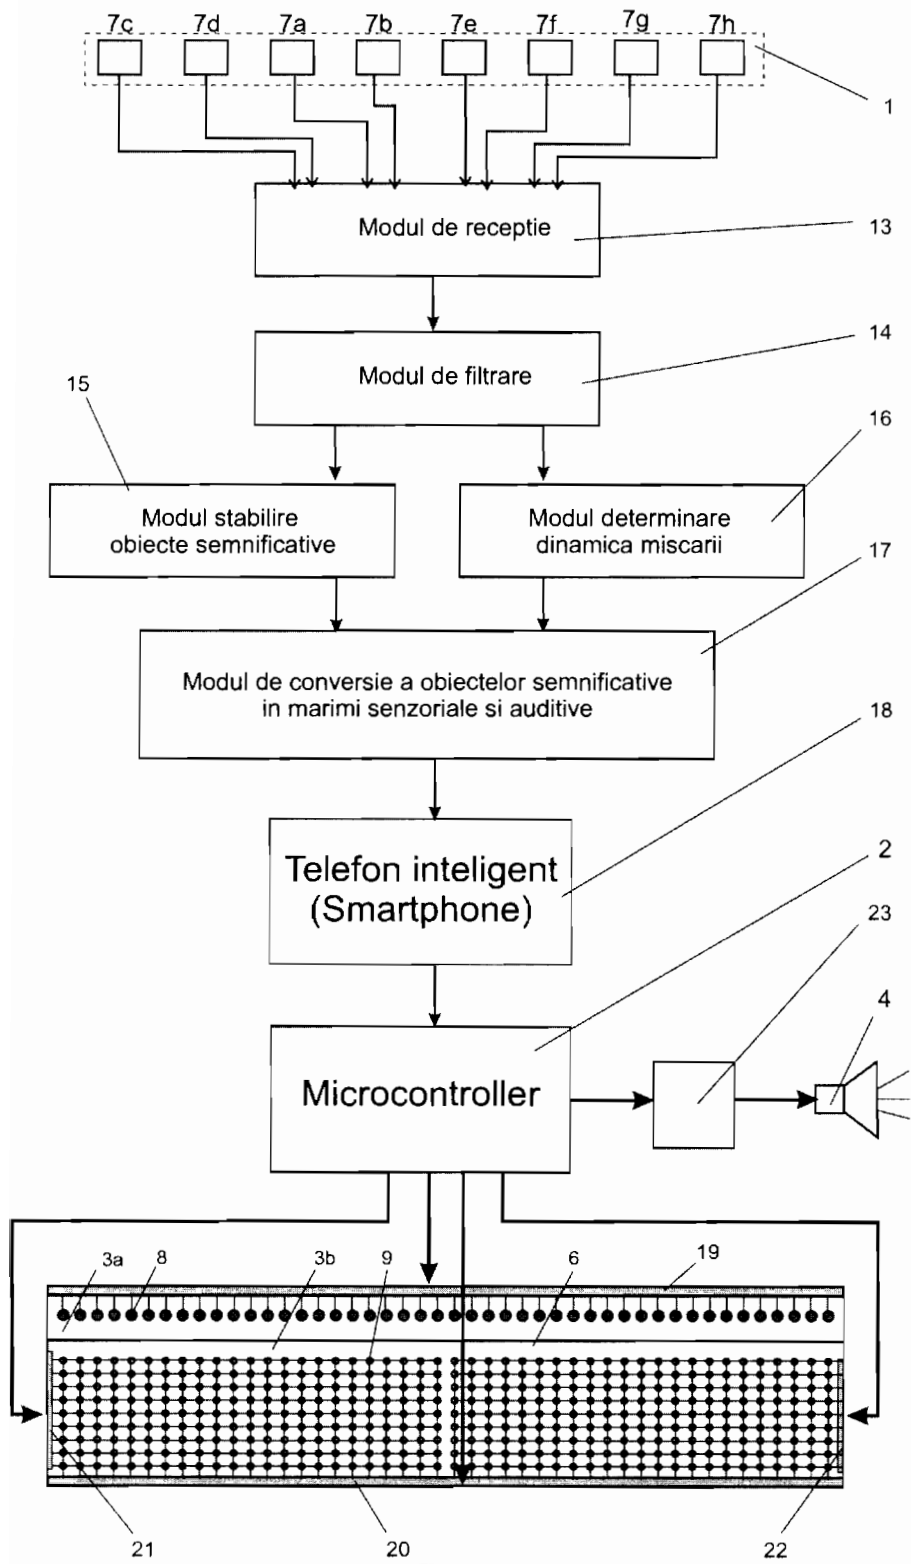 7c 7d 7a 7b 7e 7f 7g 7h
1
Modul de receptie
13
14
Modul de filtrare
15
16
Modul stabilire
obiecte semnificative
Modul determinare
dinamica miscarii
17
Modul de conversie a obiectelor semnificative
in marimi senzoriale si auditive
18
Telefon inteligent
(Smartphone)
2
23
4
Microcontroller
3a 8 3b 9 6 19
21 20 22